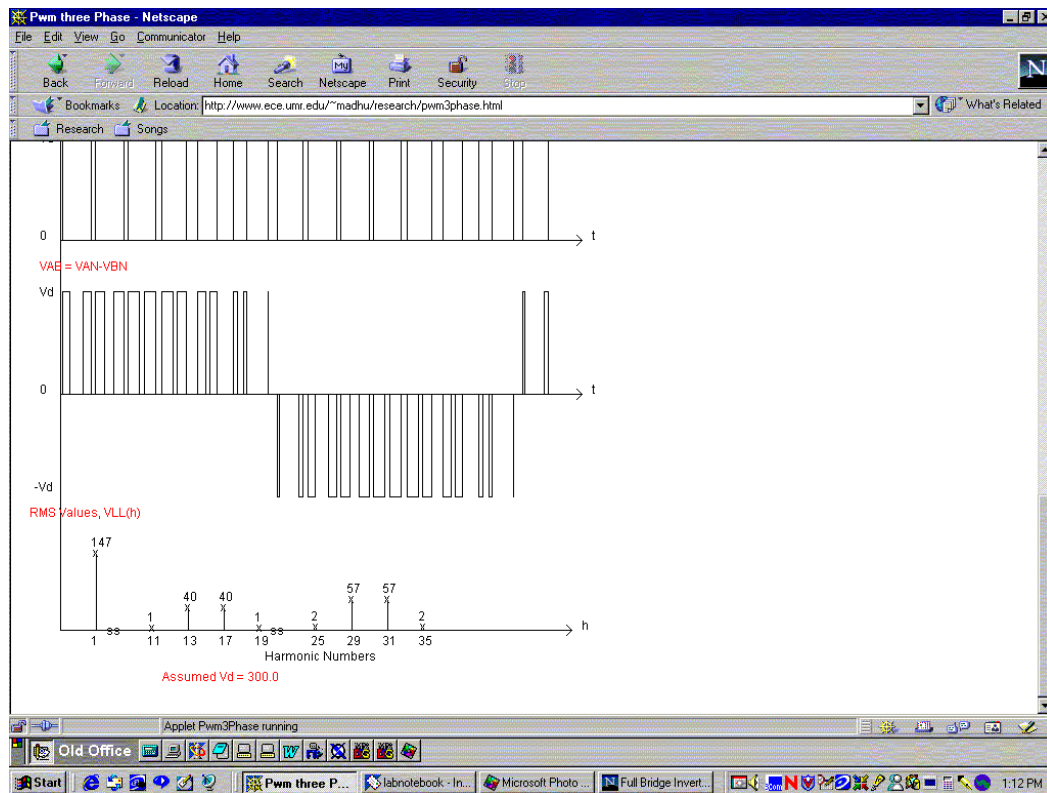 Pwm three Phase - Netscape
File Edit View Go Communicator Help
Back Forward Reload Home Search Netscape Print Security Stop
Bookmarks Location: http://www.ece.umr.edu/~madhu/research/pwm3phase.html What's Related
Research Songs
0 t
VAB = VAN-VBN
Vd
0 t
-Vd
RMS Values, VLL(h)
147
1 40 40 1 2 57 57 2
h
1 11 13 17 19 25 29 31 35
Harmonic Numbers
Assumed Vd = 300.0
Applet Pwm3Phase running
Old Office
Start Pwm three P... labnotebook - In... Microsoft Photo ... Full Bridge Invert... 1:12 PM